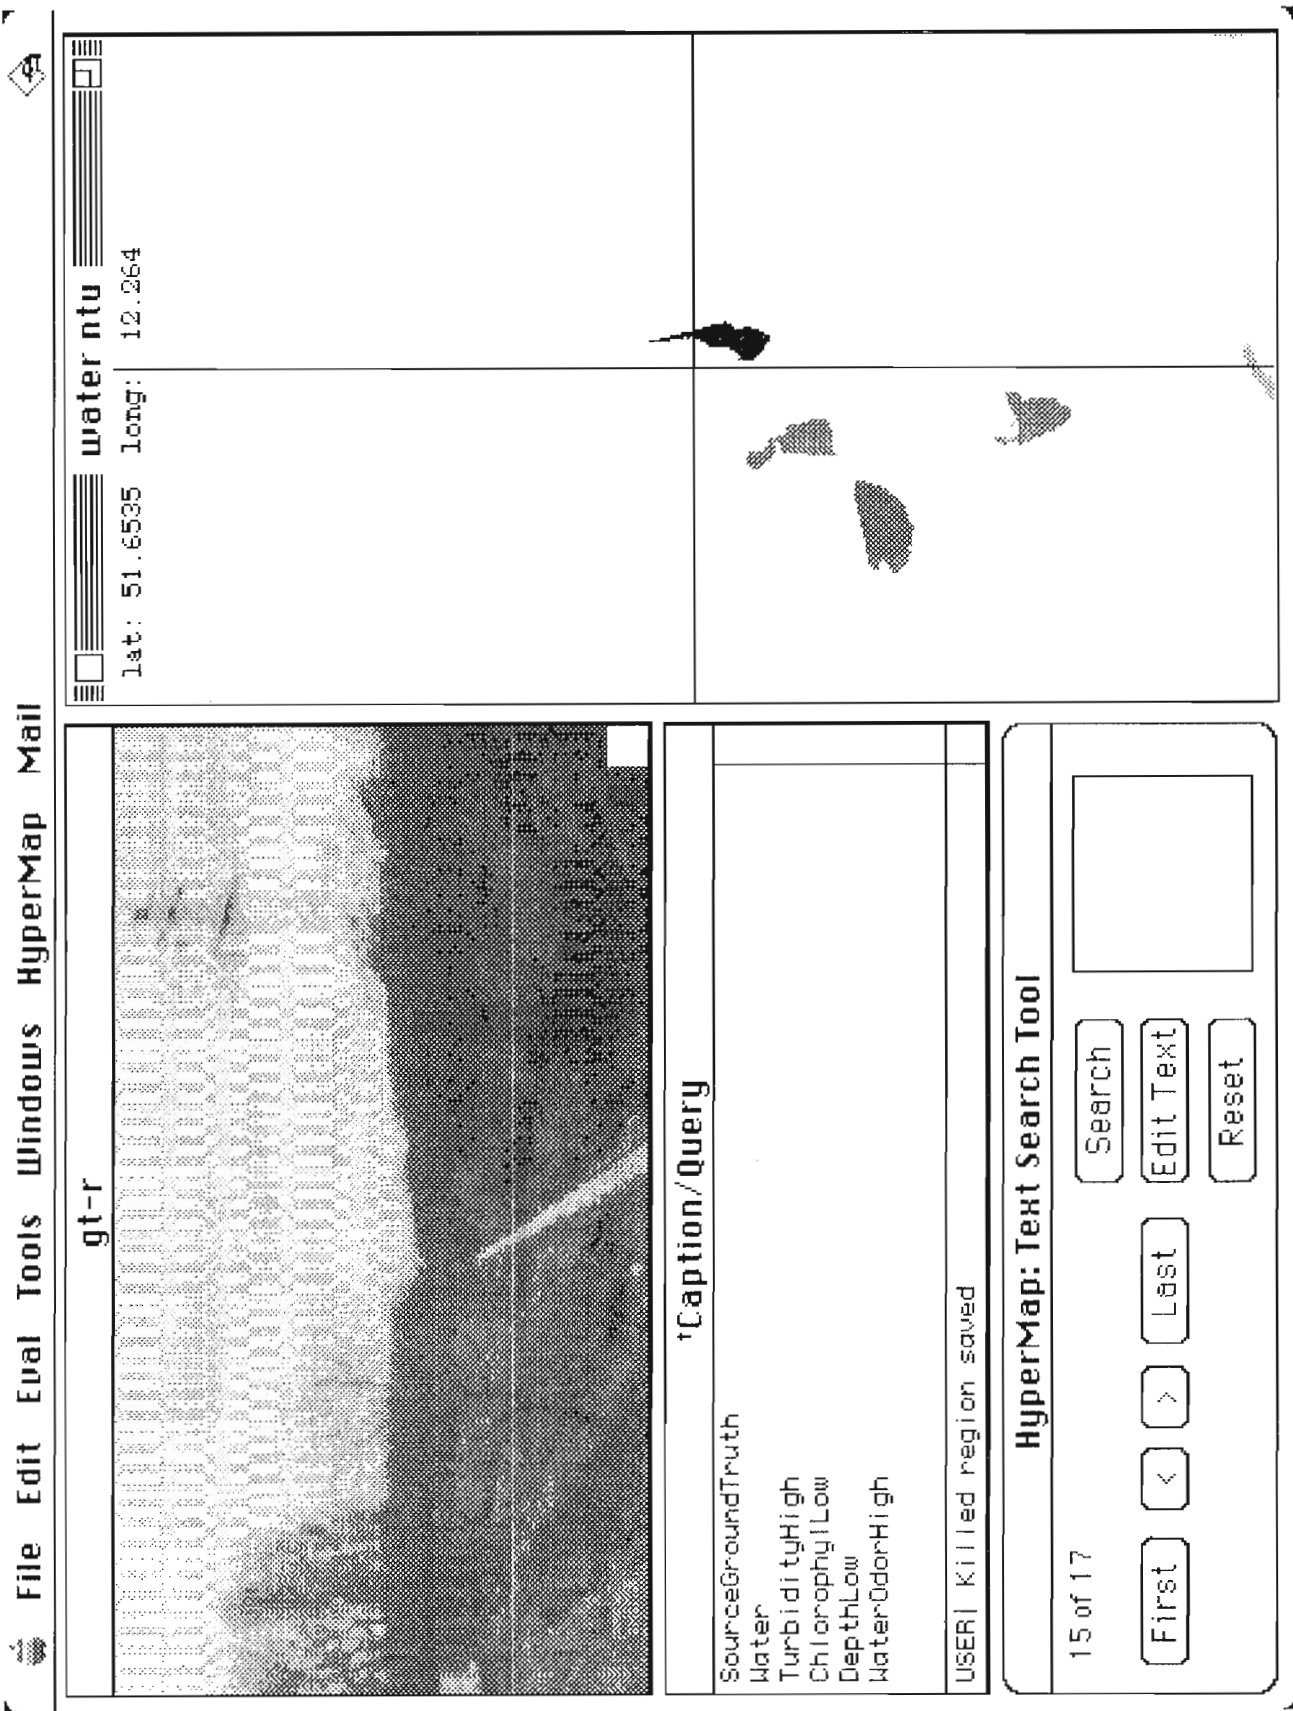 File Edit Eval Tools Windows HyperMap Mail
gt-r
water ntu
lat: 51.6535 long: 12.264
†Caption/Query
SourceGroundTruth
Water
TurbidityHigh
ChlorophylLow
DepthLow
WaterOdorHigh
USER| Killed region saved
HyperMap: Text Search Tool
15 of 17
Search
First < > Last Edit Text
Reset